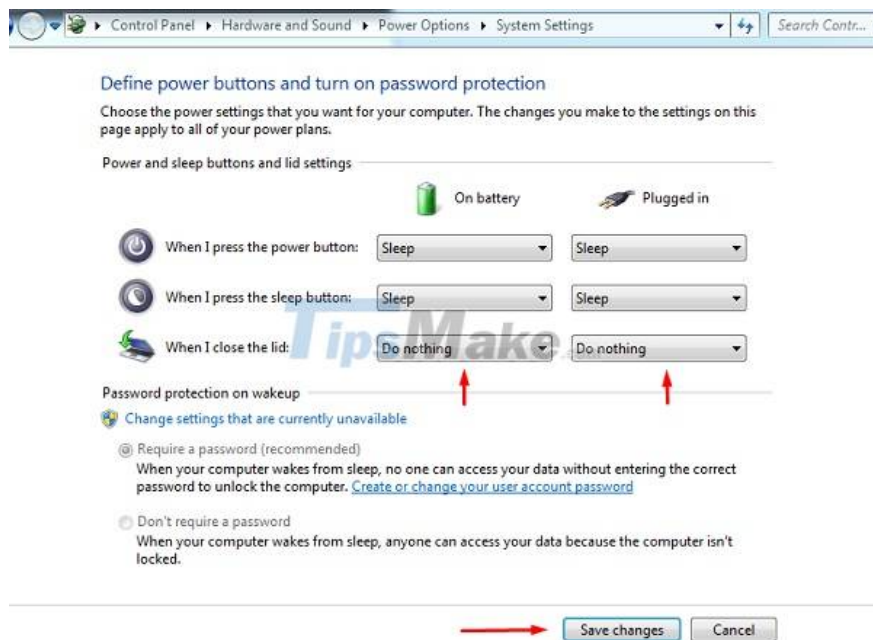 Control Panel Hardware and Sound Power Options System Settings Search Contr...
Define power buttons and turn on password protection
Choose the power settings that you want for your computer. The changes you make to the settings on this
page apply to all of your power plans.
Power and sleep buttons and lid settings
On battery Plugged in
When I press the power button: Sleep Sleep
When I press the sleep button: Sleep Sleep
TipsMake
When I close the lid: Do nothing Do nothing
Password protection on wakeup
Change settings that are currently unavailable
Require a password (recommended)
When your computer wakes from sleep, no one can access your data without entering the correct
password to unlock the computer. Create or change your user account password
Don't require a password
When your computer wakes from sleep, anyone can access your data because the computer isn't
locked.
Save changes Cancel